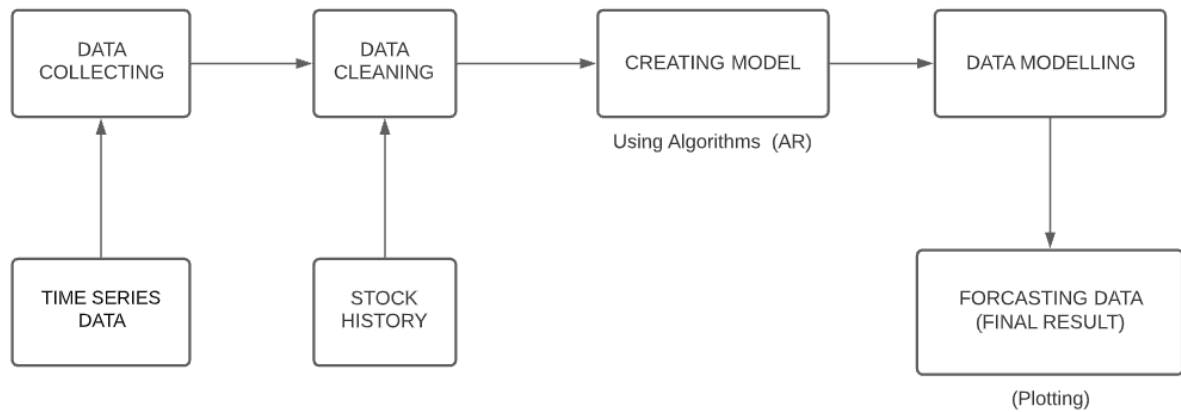 DATA
COLLECTING
DATA
CLEANING
CREATING MODEL
DATA MODELLING
Using Algorithms  (AR)
TIME SERIES
DATA
STOCK
HISTORY
FORCASTING DATA
(FINAL RESULT)
(Plotting)